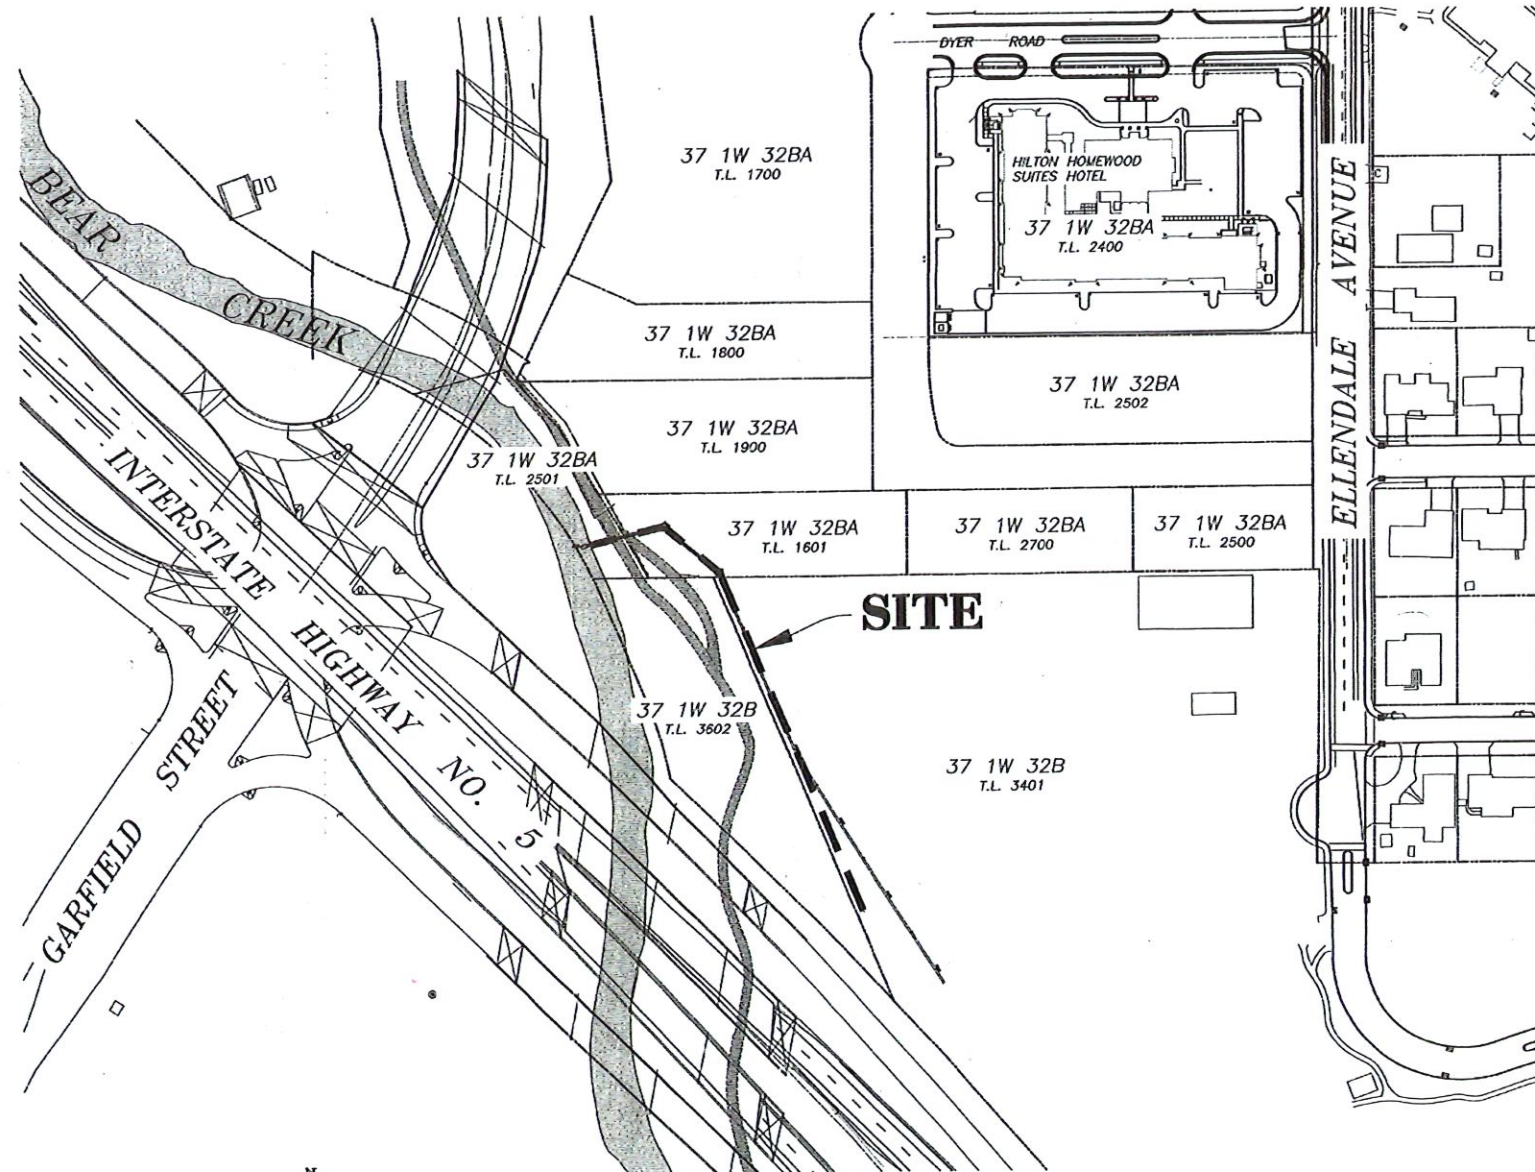 DYER ROAD
37 1W 32BA
T.L. 1700
HILTON HOMEWOOD
SUITES HOTEL
37 1W 32BA
T.L. 2400
BEAR
CREEK
ELLENDALE AVENUE
37 1W 32BA
T.L. 1800
37 1W 32BA
T.L. 2502
37 1W 32BA
T.L. 1900
37 1W 32BA
T.L. 2501
37 1W 32BA
T.L. 1601
37 1W 32BA
T.L. 2700
37 1W 32BA
T.L. 2500
INTERSTATE HIGHWAY NO. 5
SITE
GARFIELD STREET
37 1W 32B
T.L. 3602
37 1W 32B
T.L. 3401
C